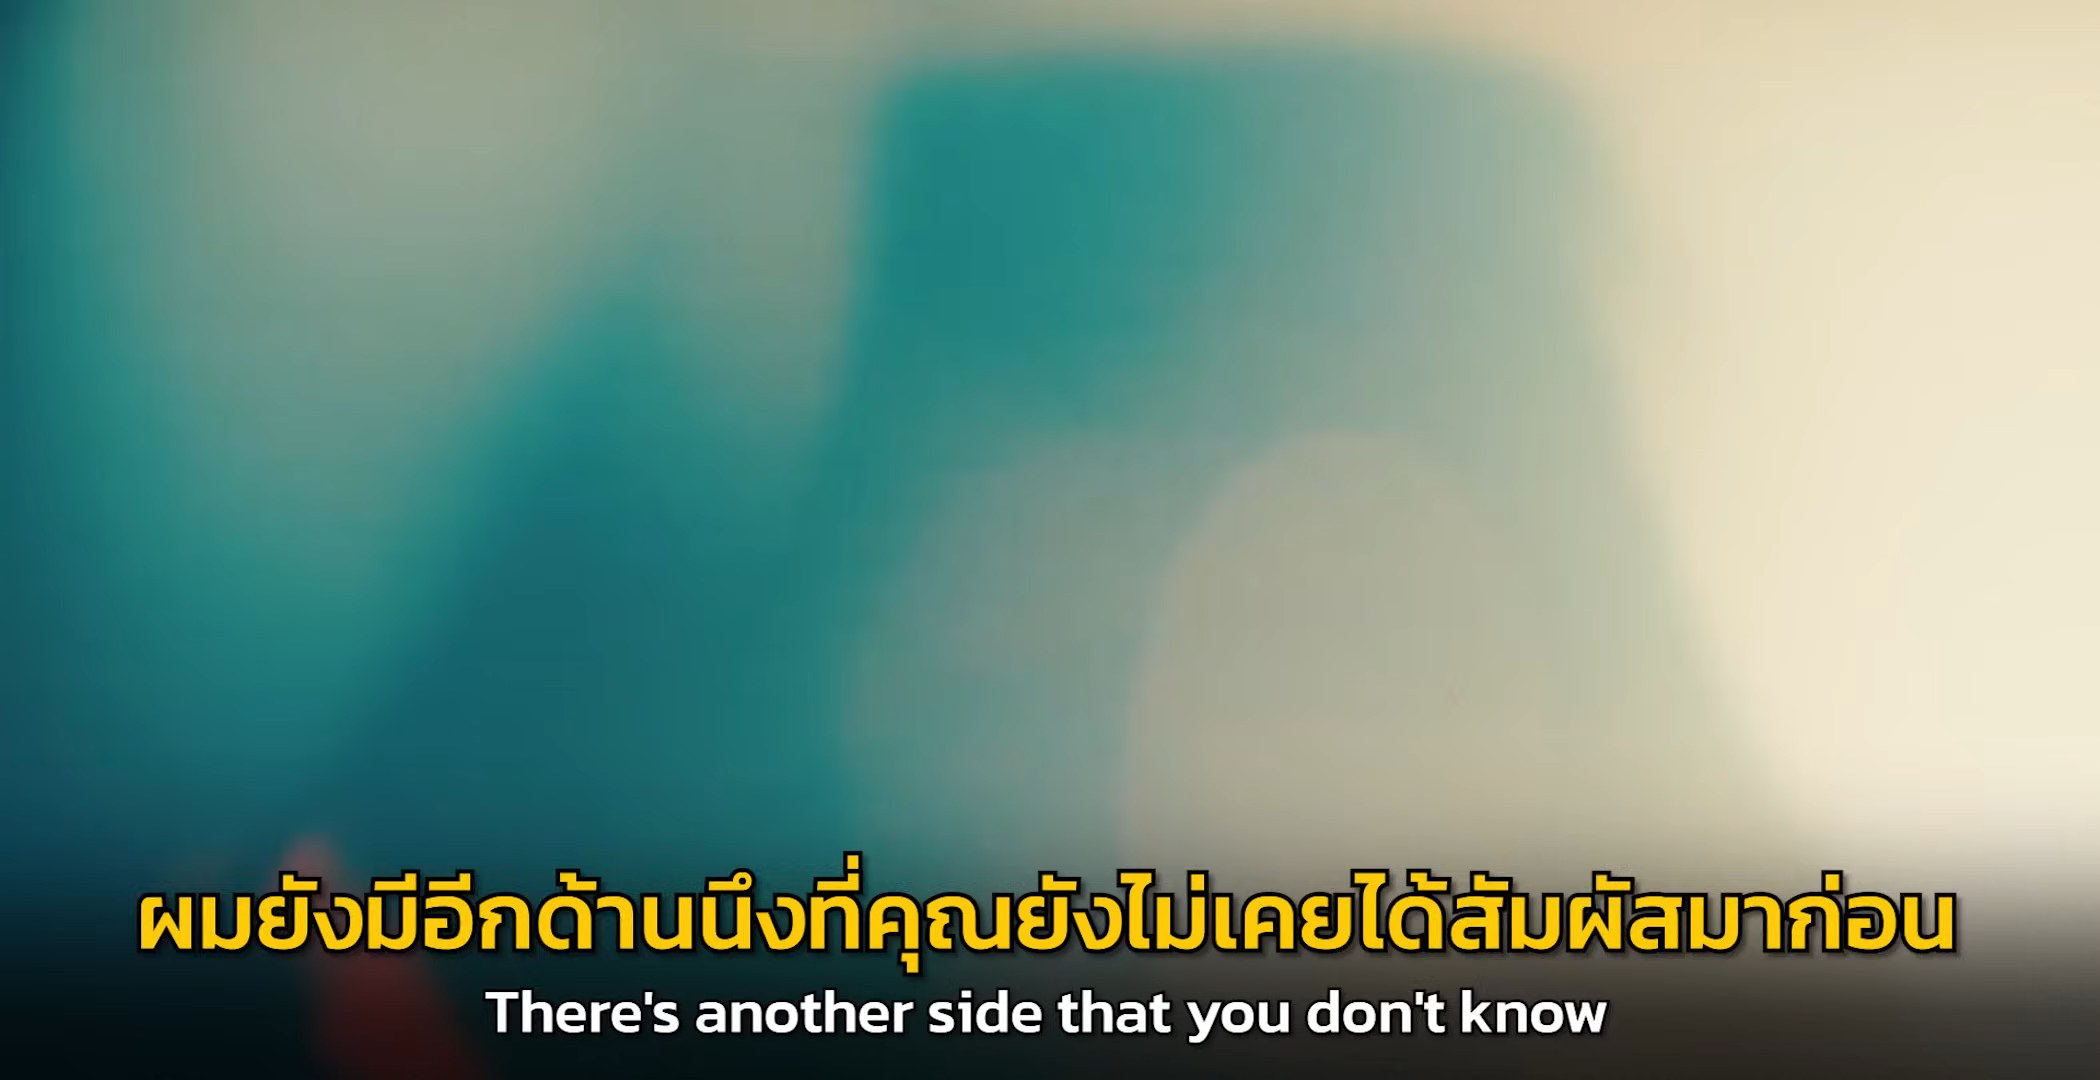 ผมยังมีอีกด้านนึงที่คุณยังไม่เคยได้สัมผัสมาก่อน
There's another side that you don't know